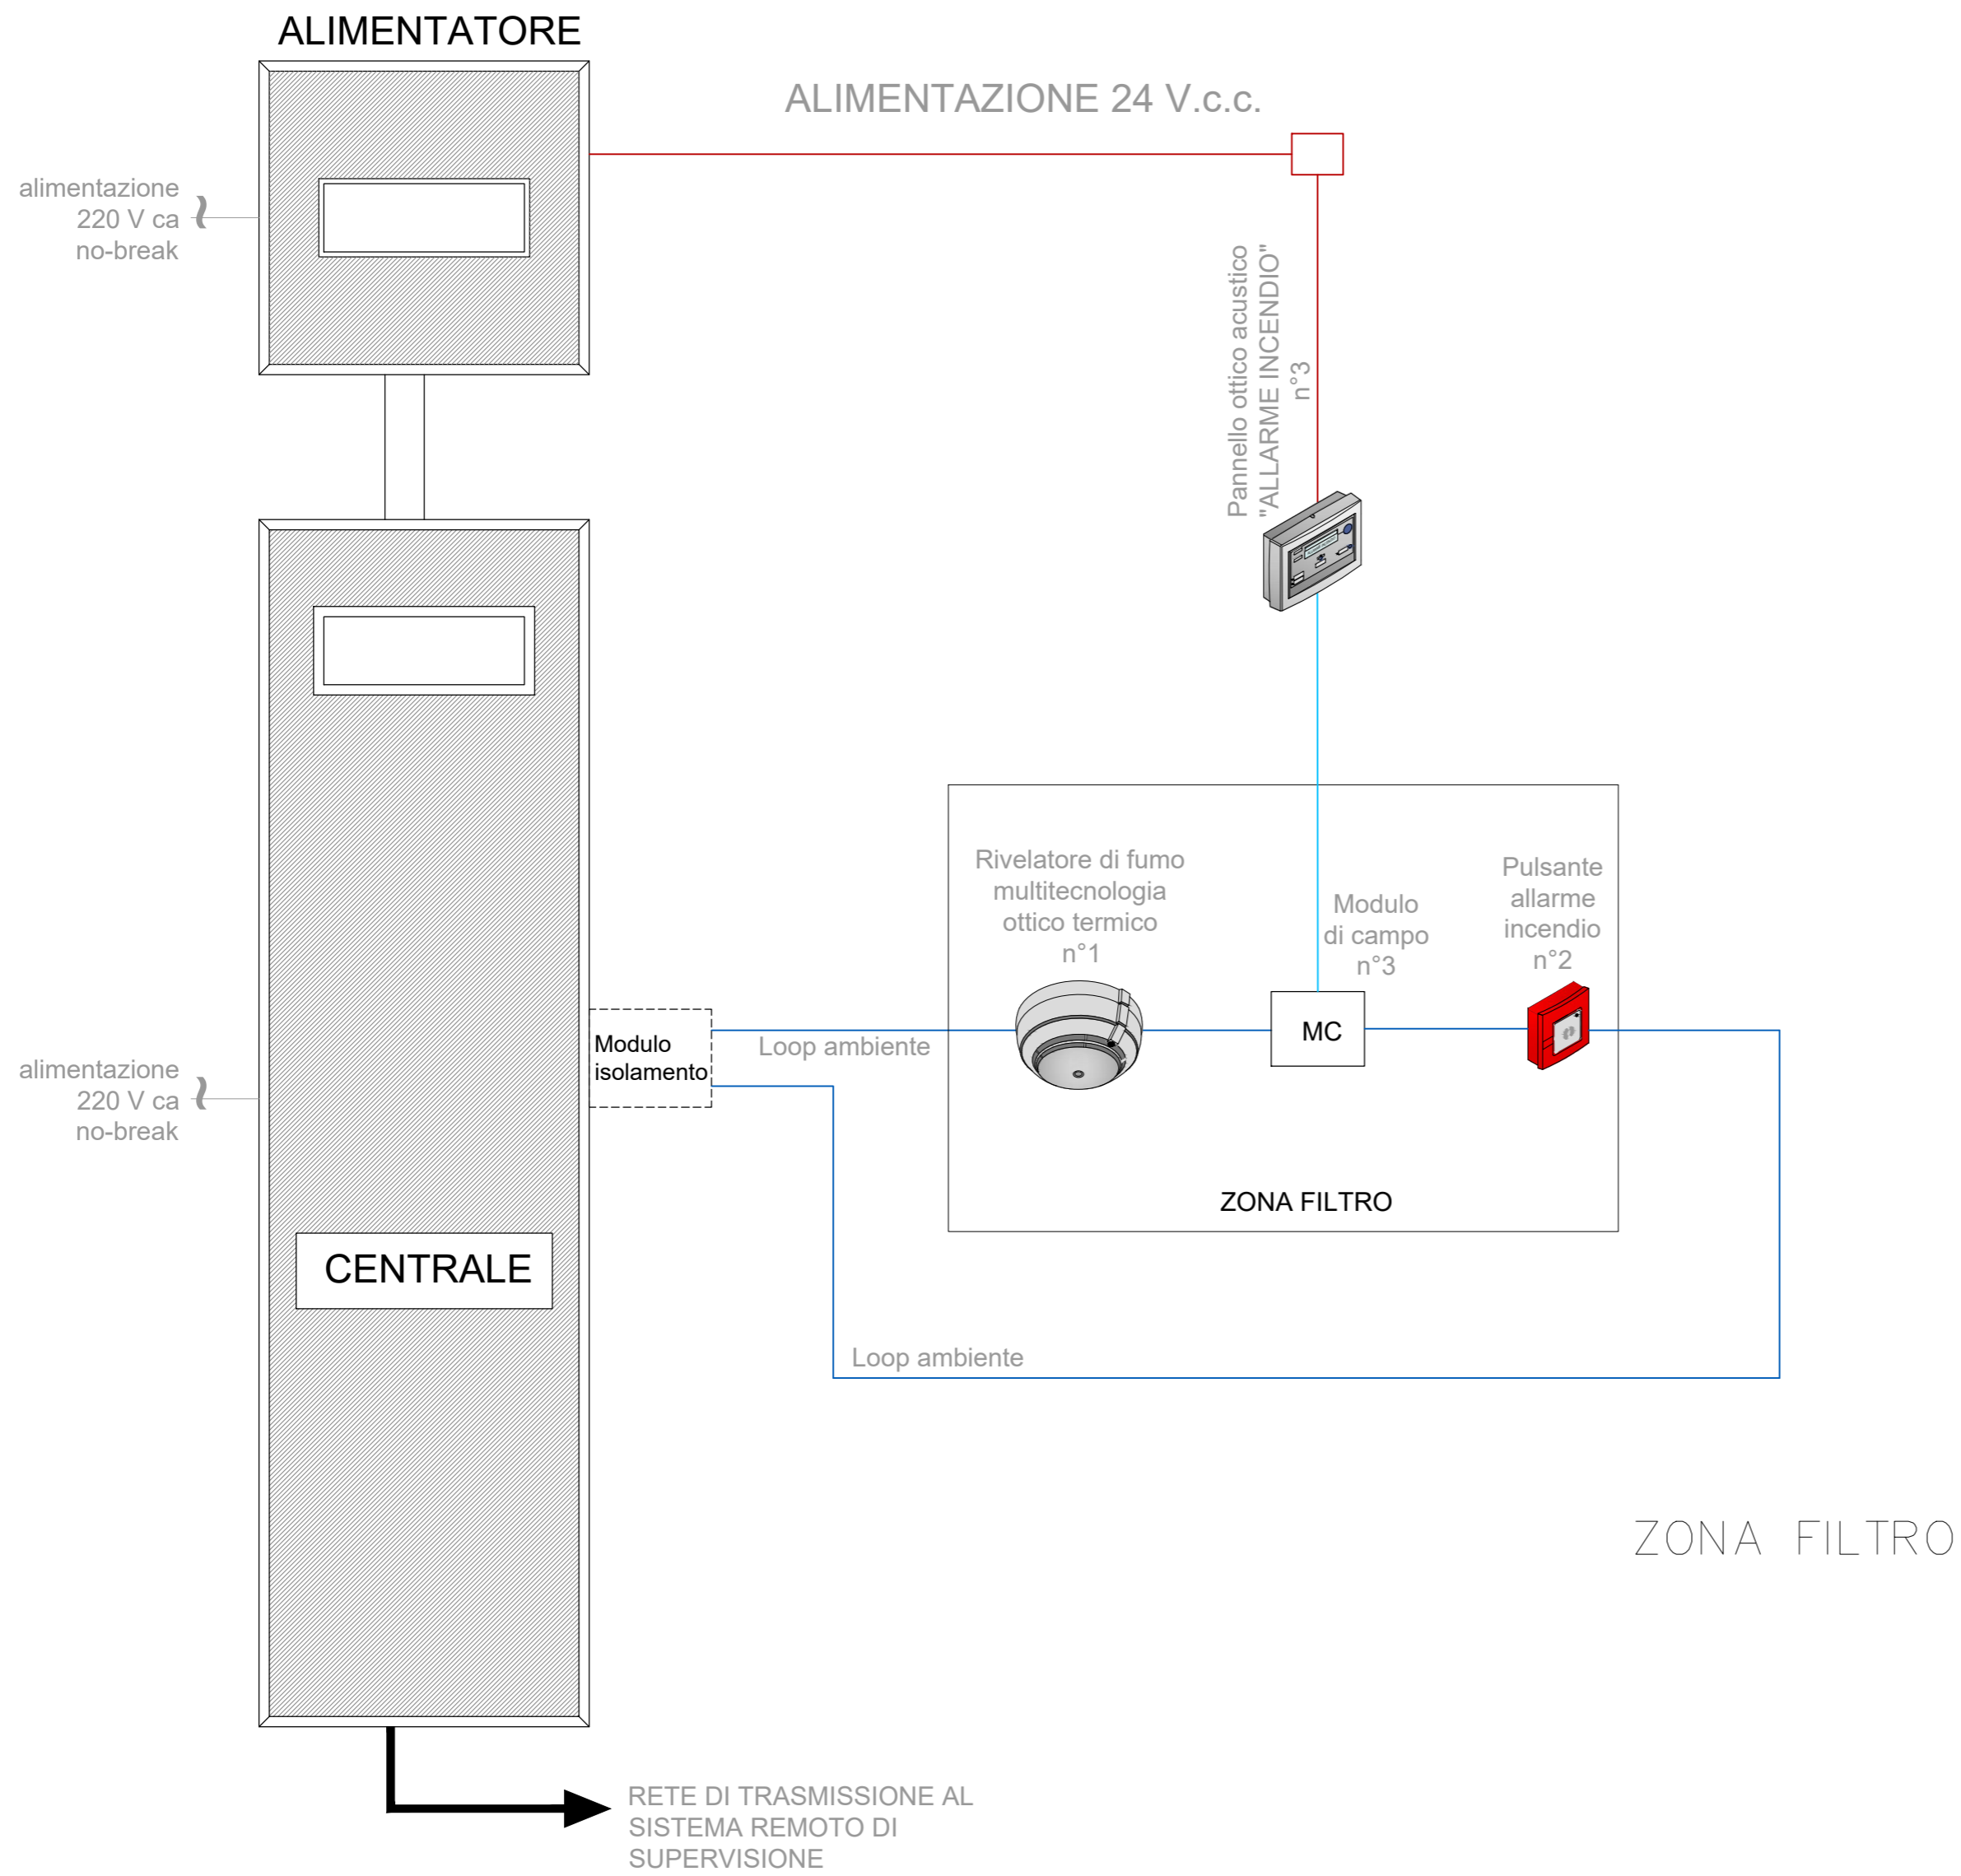 ALIMENTATORE
ALIMENTAZIONE 24 V.c.c.
alimentazione
220 V ca
no-break
Pannello ottico acustico
"ALLARME INCENDIO"
n°3
Rivelatore di fumo
multitecnologia
ottico termico
n°1
Modulo
di campo
n°3
Pulsante
allarme
incendio
n°2
MC
Modulo
isolamento
Loop ambiente
alimentazione
220 V ca
no-break
ZONA FILTRO
CENTRALE
Loop ambiente
ZONA FILTRO
RETE DI TRASMISSIONE AL
SISTEMA REMOTO DI
SUPERVISIONE